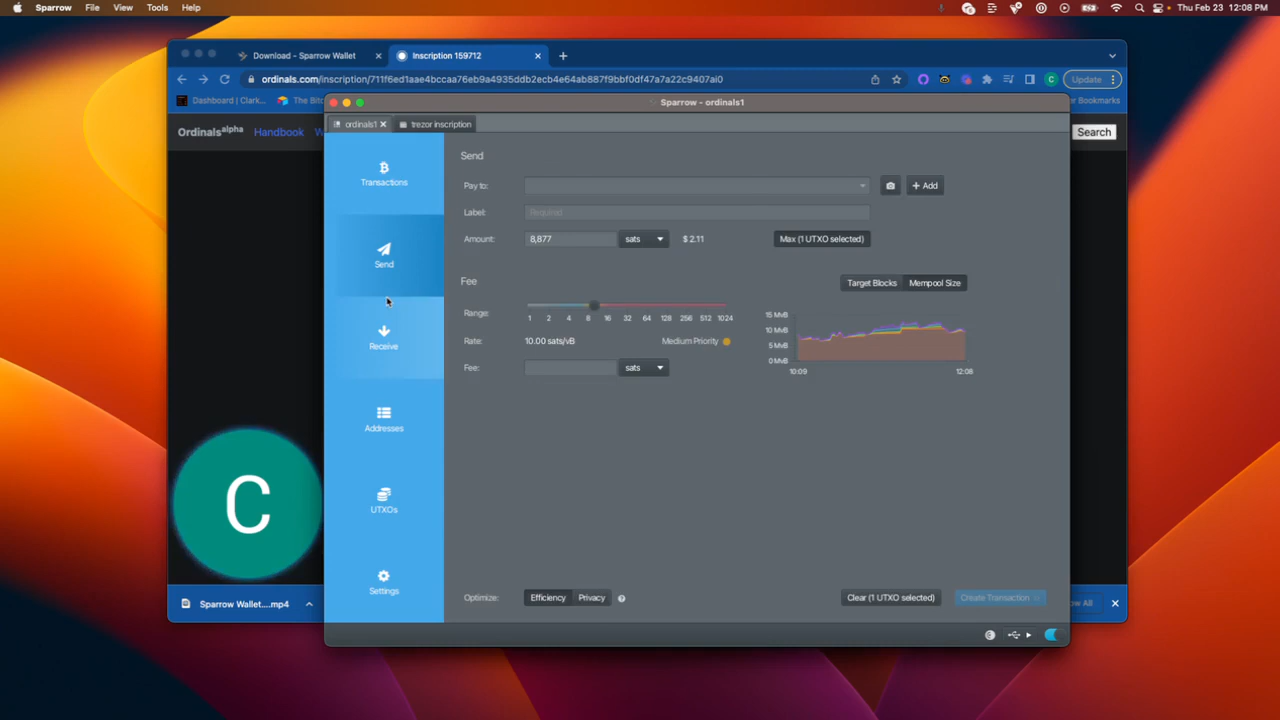 Sparrow File View Tools Help Thu Feb 23 12:08 PM
Download – Sparrow Wallet Inscription 159712
ordinals.com/inscription/711f6ed1aae4bccaa76eb9a4935ddb2ecb4e64ab887f9bbf0df47a7a22c9407ai0 C Update
Dashboard | Clark... The Bit er Bookmarks
Sparrow - ordinals1
ordinals1 trezor inscription
Ordinalsalpha Handbook W Search
Send
Transactions
Pay to: + Add
Label: Required
Amount: 8,877 sats $ 2.11 Max (1 UTXO selected)
Send
Fee Target Blocks Mempool Size
Range:
1 2 4 8 16 32 64 128 256 512 1024
15 MvB
10 MvB
5 MvB
0 MvB
10:09 12:08
Rate: 10.00 sats/vB Medium Priority
Fee: sats
Receive
Addresses
UTXOs
Settings
C
Optimize: Efficiency Privacy ? Clear (1 UTXO selected) Create Transaction
Sparrow Wallet....mp4 ow All